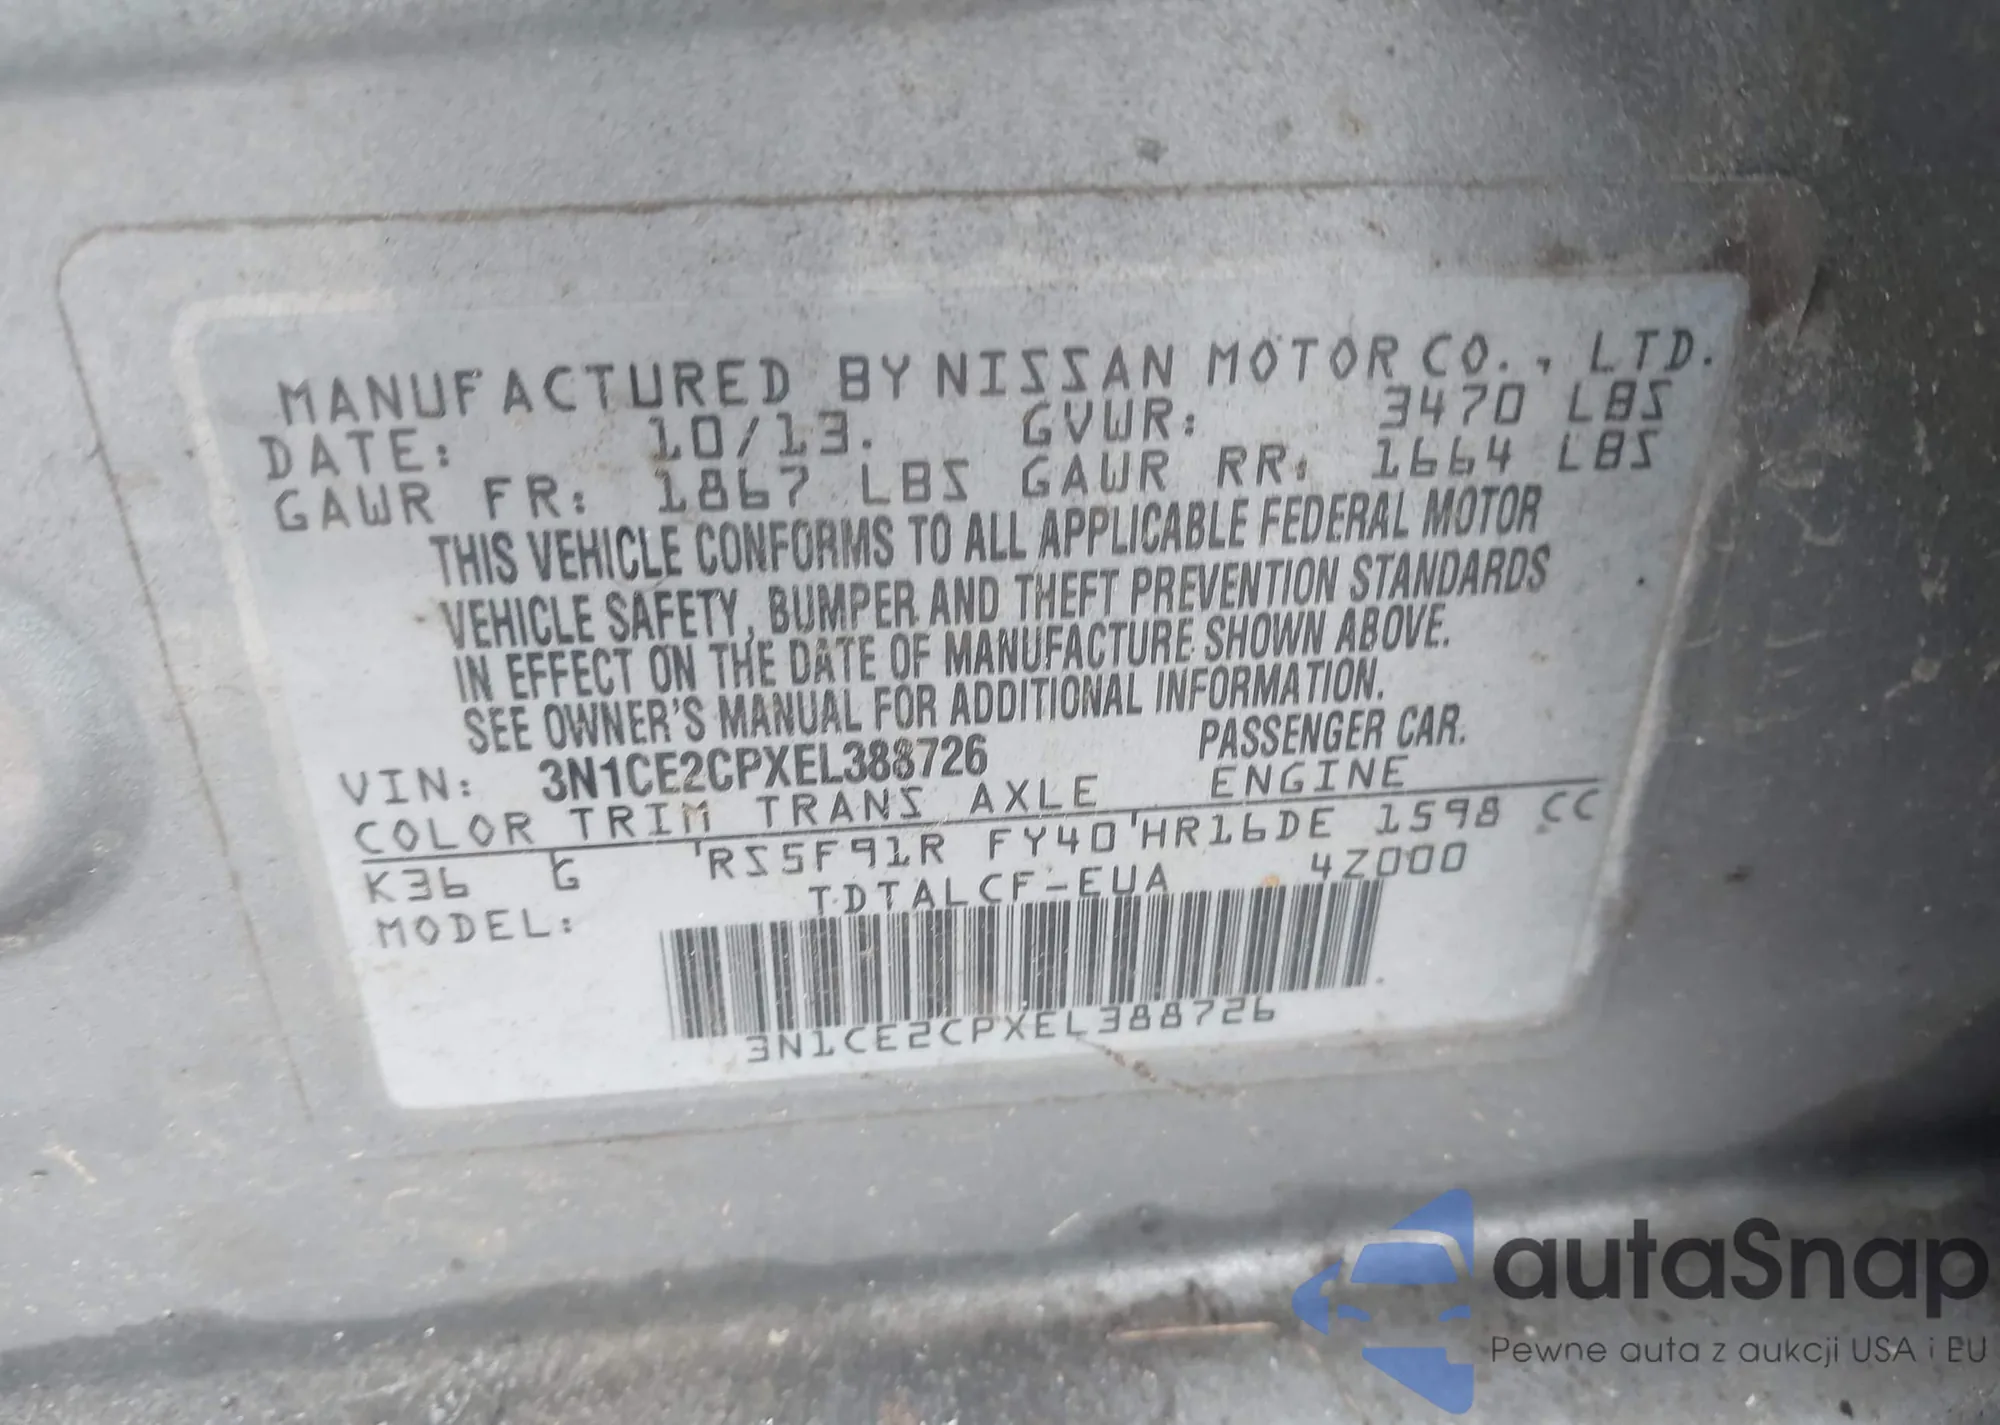 MANUFACTURED BY NISSAN MOTOR CO., LTD.
DATE: 10/13. GVWR: 3470 LBS
GAWR FR: 1867 LBS GAWR RR: 1664 LBS
THIS VEHICLE CONFORMS TO ALL APPLICABLE FEDERAL MOTOR
VEHICLE SAFETY, BUMPER AND THEFT PREVENTION STANDARDS
IN EFFECT ON THE DATE OF MANUFACTURE SHOWN ABOVE.
SEE OWNER'S MANUAL FOR ADDITIONAL INFORMATION.
VIN: 3N1CE2CPXEL388726 PASSENGER CAR.
COLOR TRIM TRANS AXLE ENGINE
K36 G RS5F91R FY40 HR16DE 1598 CC
MODEL: TDTALCF-EUA 4Z000
3N1CE2CPXEL388726
autaSnap
Pewne auta z aukcji USA i EU